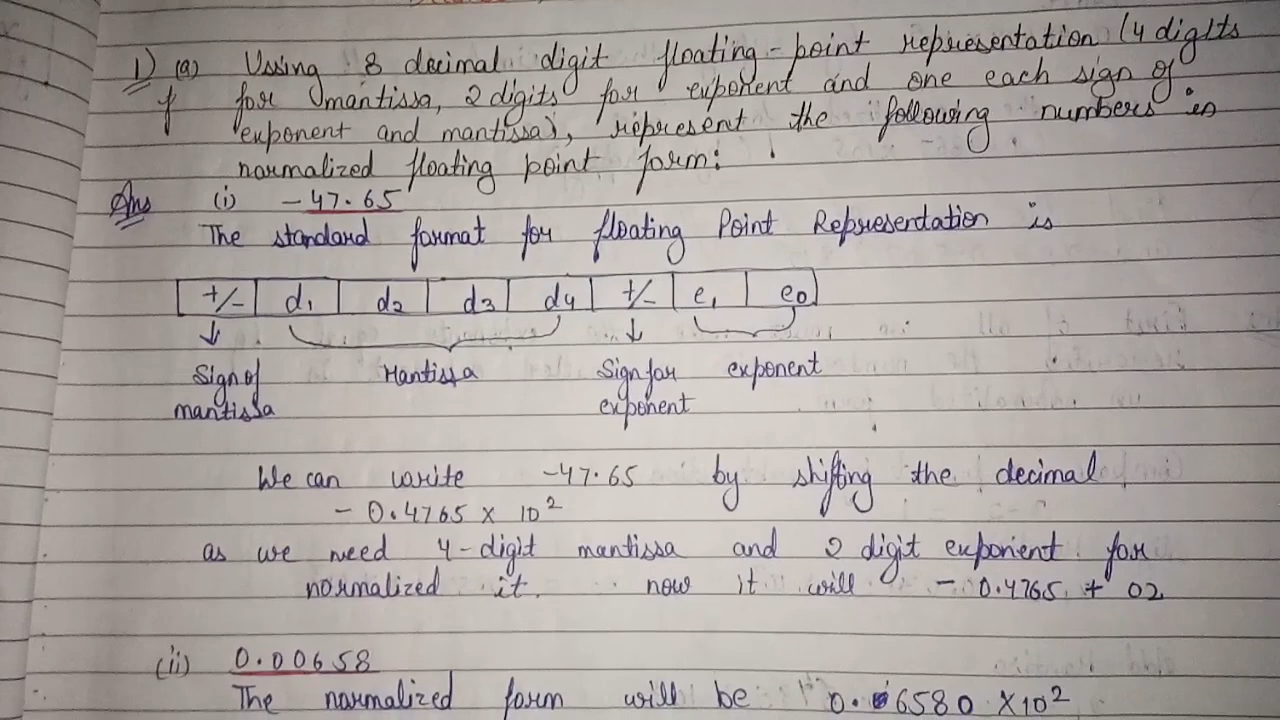 1) (a) Using 8 decimal digit floating-point representation (4 digits
for mantissa, 2 digits for exponent and one each sign of
exponent and mantissa), represent the following numbers in
normalized floating point form:
Ans (i) -47.65
The standard format for floating Point Representation is
+/- d1 d2 d3 d4 +/- e1 e0
Sign of mantissa Mantissa Sign for exponent exponent
We can write -47.65 by shifting the decimal
- 0.4765 x 10^2
as we need 4-digit mantissa and 2 digit exponent for
normalized it. now it will - 0.4765 + 02
(ii) 0.00658
The normalized form will be 0.6580 x 10^2